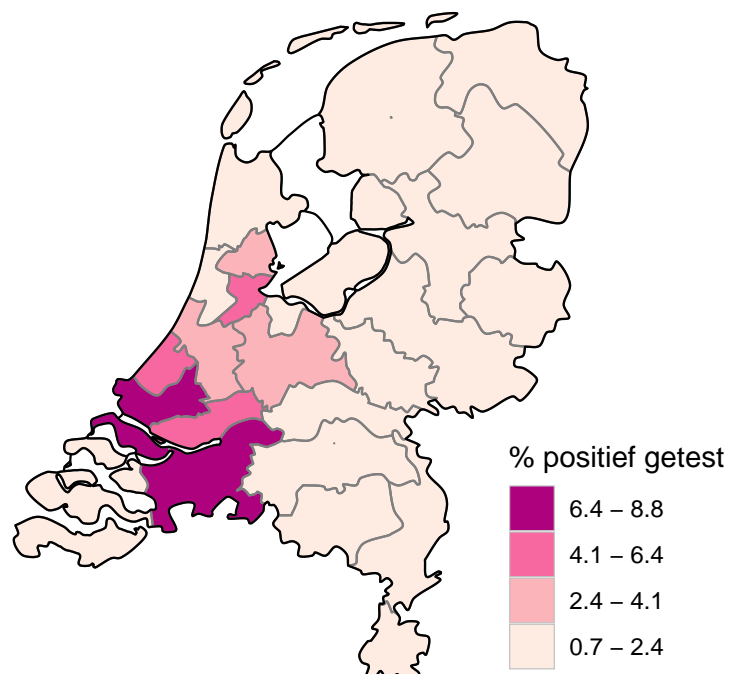 % positief getest
6.4 – 8.8
4.1 – 6.4
2.4 – 4.1
0.7 – 2.4